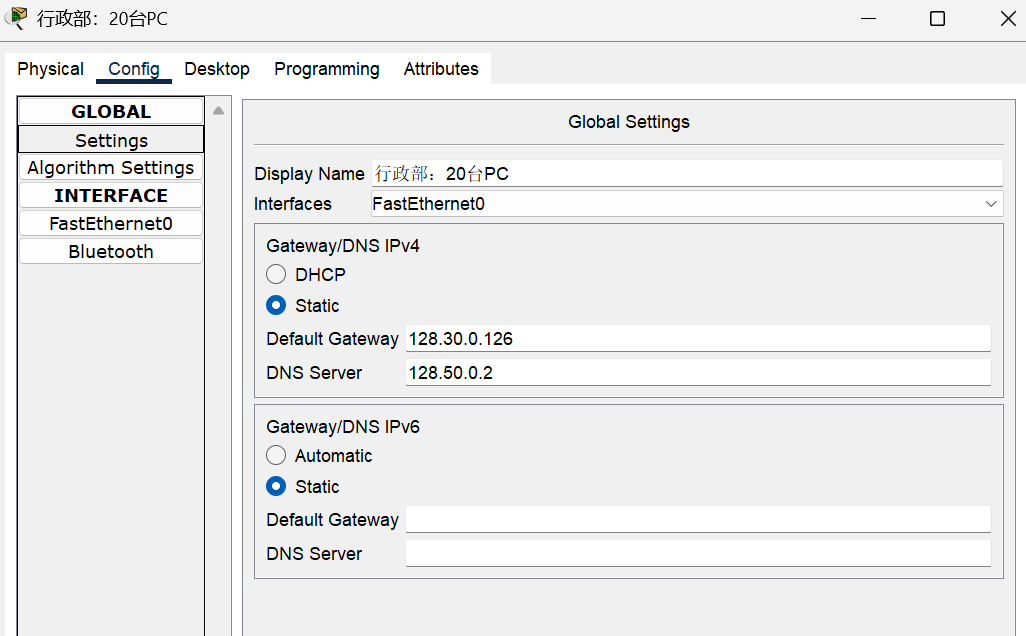 行政部：20台PC
Physical Config Desktop Programming Attributes
GLOBAL
Settings
Algorithm Settings
INTERFACE
FastEthernet0
Bluetooth
Global Settings
Display Name 行政部：20台PC
Interfaces FastEthernet0
Gateway/DNS IPv4
DHCP
Static
Default Gateway 128.30.0.126
DNS Server 128.50.0.2
Gateway/DNS IPv6
Automatic
Static
Default Gateway
DNS Server